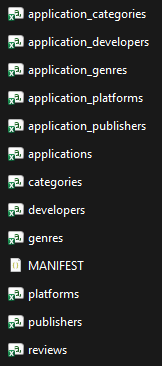 application_categories
application_developers
application_genres
application_platforms
application_publishers
applications
categories
developers
genres
MANIFEST
platforms
publishers
reviews